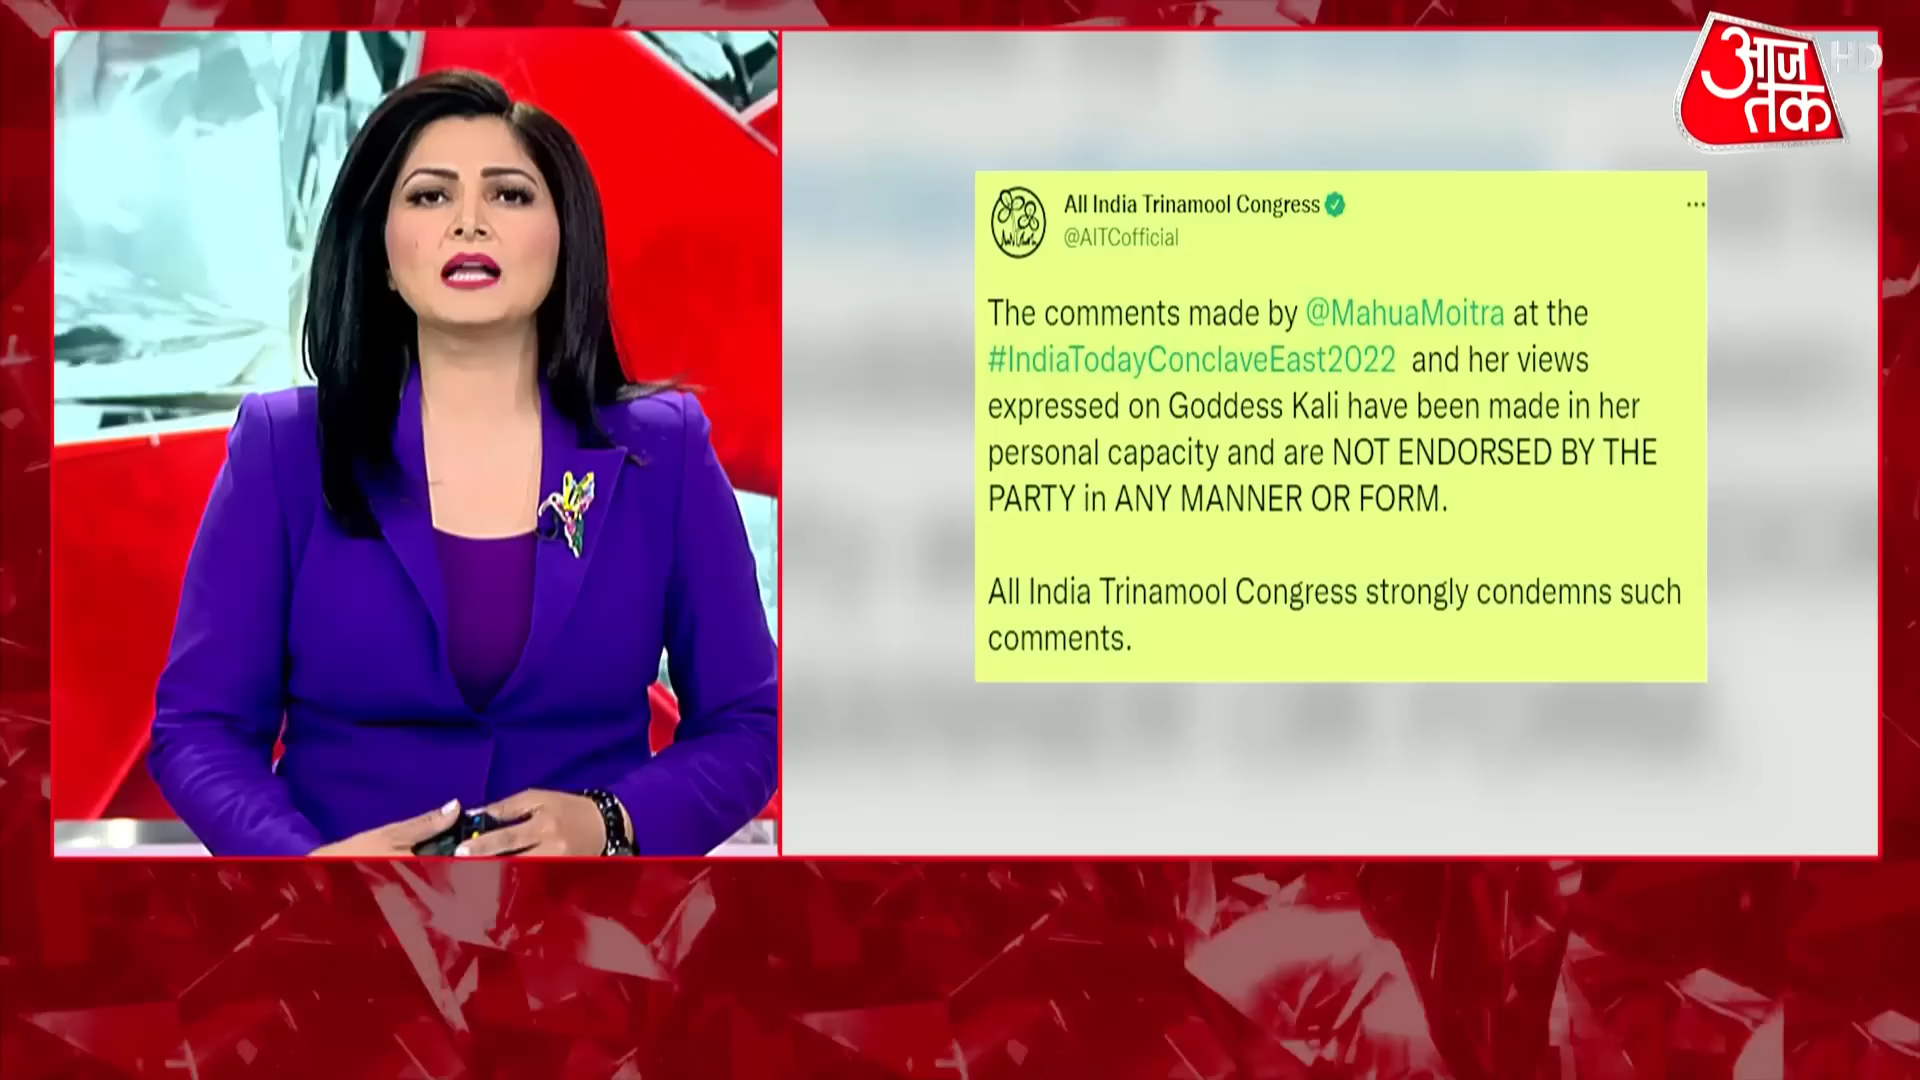 आज
तक
HD
All India Trinamool Congress
@AITCofficial
The comments made by @MahuaMoitra at the
#IndiaTodayConclaveEast2022 and her views
expressed on Goddess Kali have been made in her
personal capacity and are NOT ENDORSED BY THE
PARTY in ANY MANNER OR FORM.
All India Trinamool Congress strongly condemns such
comments.